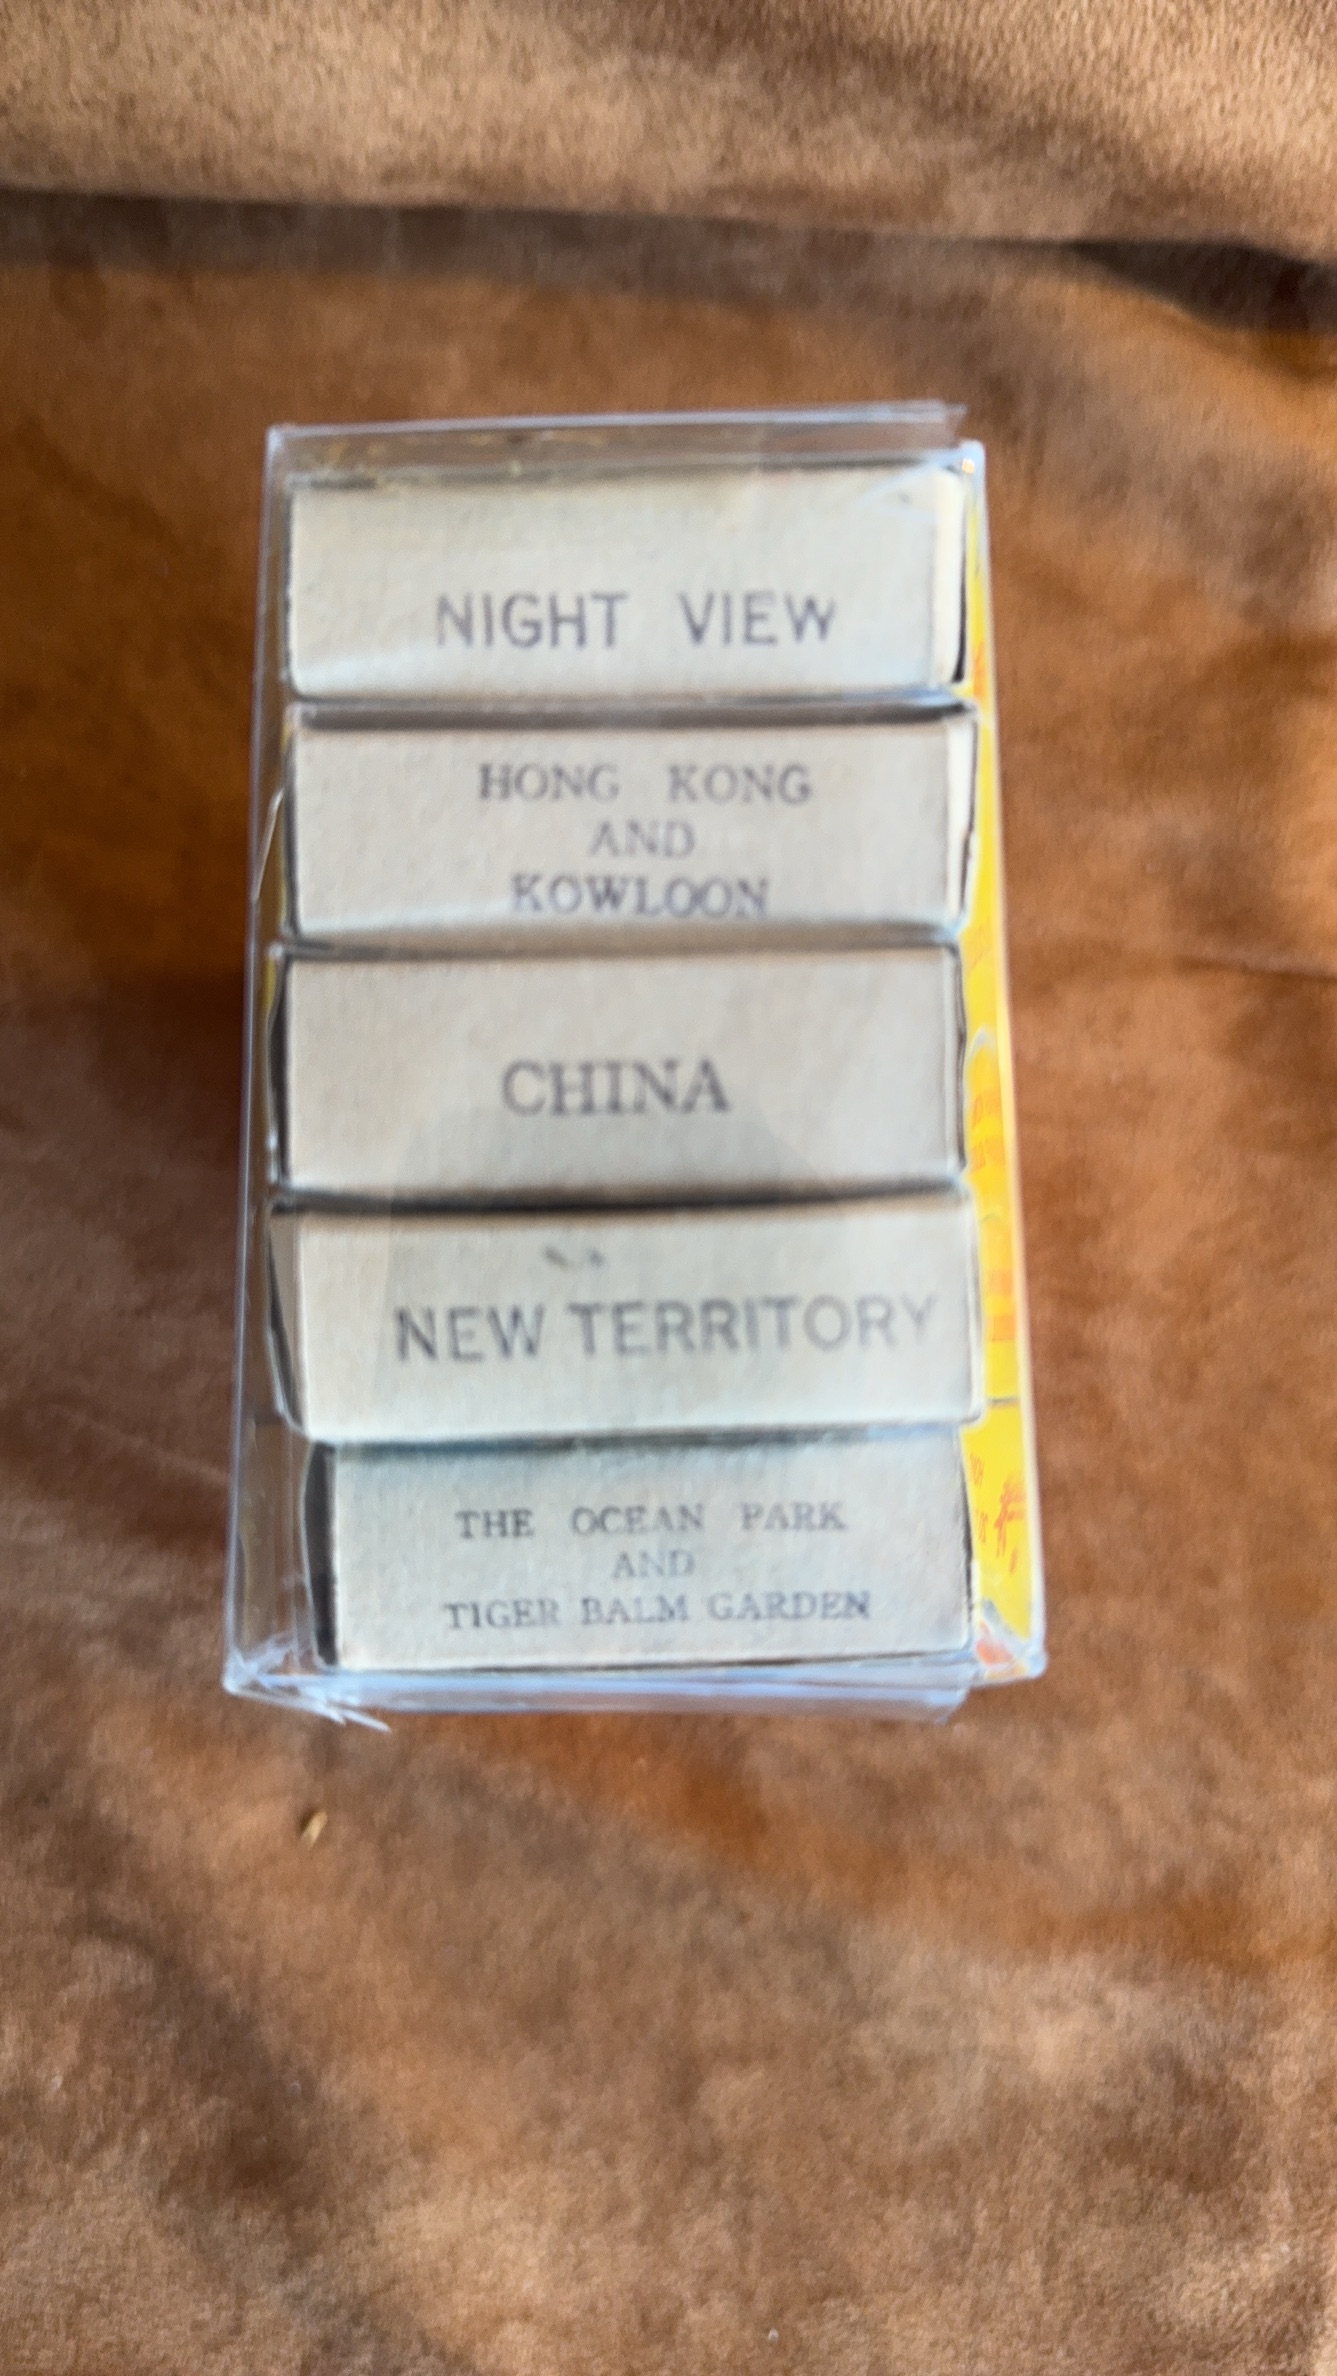 NIGHT VIEW
HONG KONG
AND
KOWLOON
CHINA
NEW TERRITORY
THE OCEAN PARK
AND
TIGER BALM GARDEN